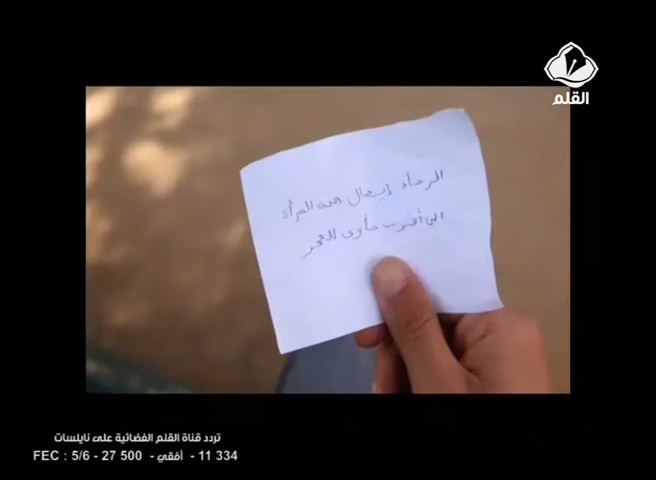 القلم
الرجاء إيصال هذه المرأة
الى أقرب مأوى للعجز
تردد قناة القلم الفضائية على نايلسات
FEC : 5/6 - 27 500 - أفقي - 11 334